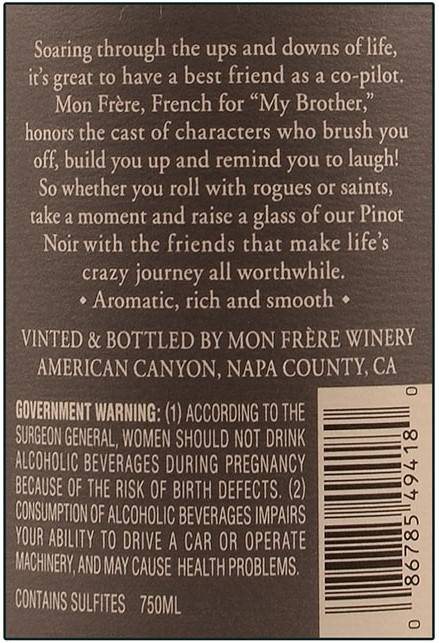 Soaring through the ups and downs of life,
it's great to have a best friend as a co-pilot.
Mon Frère, French for “My Brother,”
honors the cast of characters who brush you
off, build you up and remind you to laugh!
So whether you roll with rogues or saints,
take a moment and raise a glass of our Pinot
Noir with the friends that make life's
crazy journey all worthwhile.
• Aromatic, rich and smooth •
VINTED & BOTTLED BY MON FRÈRE WINERY
AMERICAN CANYON, NAPA COUNTY, CA
GOVERNMENT WARNING: (1) ACCORDING TO THE
SURGEON GENERAL, WOMEN SHOULD NOT DRINK
ALCOHOLIC BEVERAGES DURING PREGNANCY
BECAUSE OF THE RISK OF BIRTH DEFECTS. (2)
CONSUMPTION OF ALCOHOLIC BEVERAGES IMPAIRS
YOUR ABILITY TO DRIVE A CAR OR OPERATE
MACHINERY, AND MAY CAUSE HEALTH PROBLEMS.
CONTAINS SULFITES 750ML
0 86785 49418 0